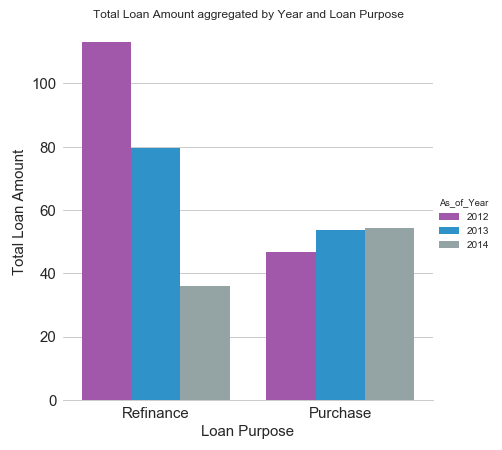 Total Loan Amount aggregated by Year and Loan Purpose
Total Loan Amount
100
80
60
40
20
0
Refinance
Purchase
Loan Purpose
As_of_Year
2012
2013
2014